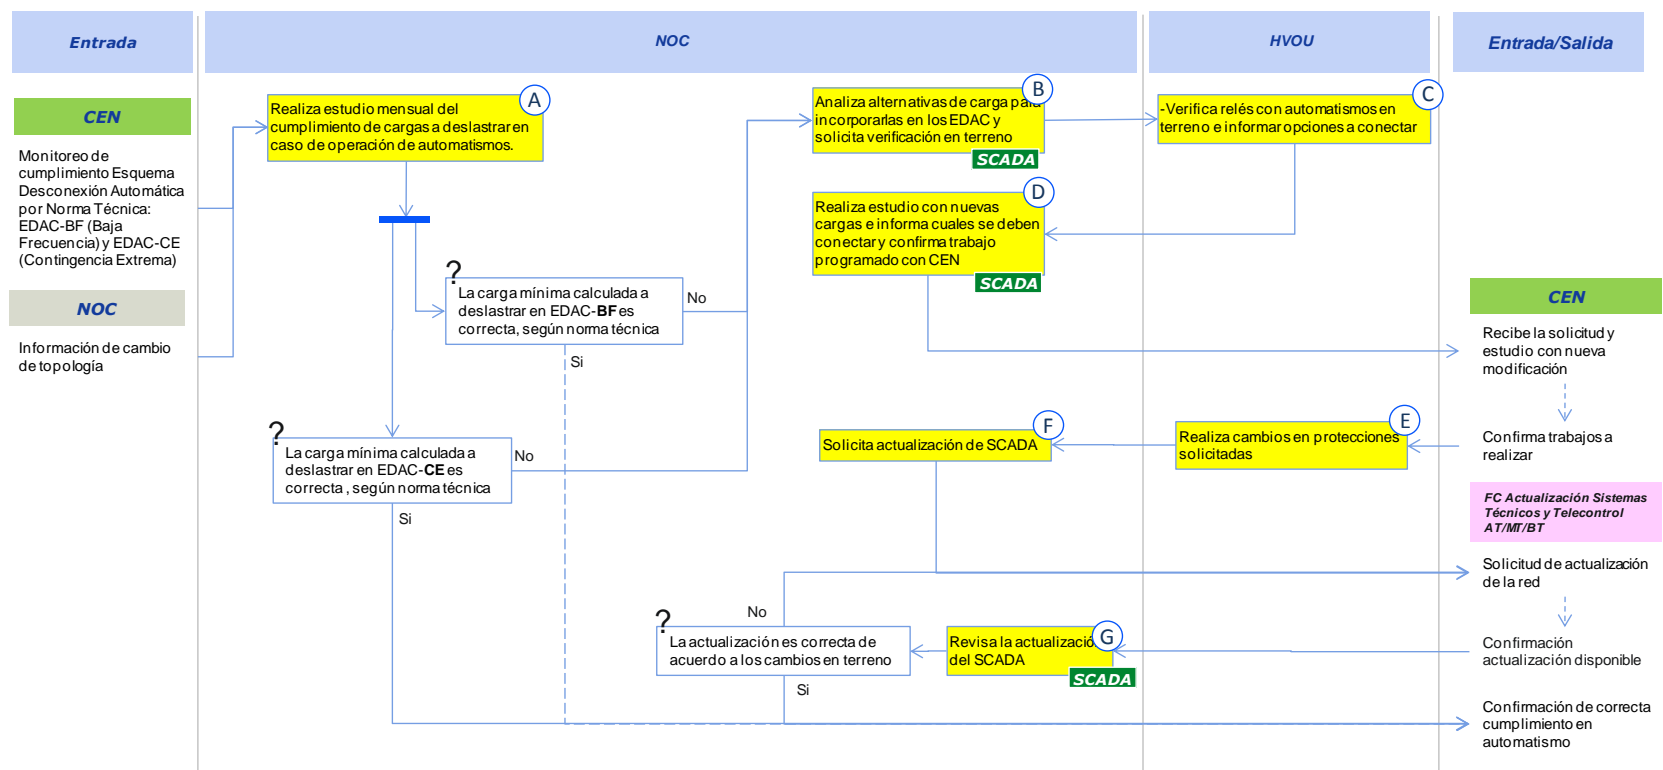 Entrada
NOC
HVOU
Entrada/Salida
CEN
Monitoreo de
cumplimiento Esquema
Desconexión Automática
por Norma Técnica:
EDAC-BF (Baja
Frecuencia) y EDAC-CE
(Contingencia Extrema)
NOC
Información de cambio
de topología
A
Realiza estudio mensual del
cumplimiento de cargas a deslastrar en
caso de operación de automatismos.
?
La carga mínima calculada a
deslastrar en EDAC-BF es
correcta, según norma técnica
No
Si
?
La carga mínima calculada a
deslastrar en EDAC-CE es
correcta , según norma técnica
No
Si
B
Analiza alternativas de carga para
incorporarlas en los EDAC y
solicita verificación en terreno
SCADA
C
-Verifica relés con automatismos en
terreno e informar opciones a conectar
D
Realiza estudio con nuevas
cargas e informa cuales se deben
conectar y confirma trabajo
programado con CEN
SCADA
CEN
Recibe la solicitud y
estudio con nueva
modificación
Confirma trabajos a
realizar
E
Realiza cambios en protecciones
solicitadas
F
Solicita actualización de SCADA
FC Actualización Sistemas
Técnicos y Telecontrol
AT/MT/BT
Solicitud de actualización
de la red
Confirmación
actualización disponible
G
Revisa la actualización
del SCADA
SCADA
?
La actualización es correcta de
acuerdo a los cambios en terreno
No
Si
Confirmación de correcta
cumplimiento en
automatismo